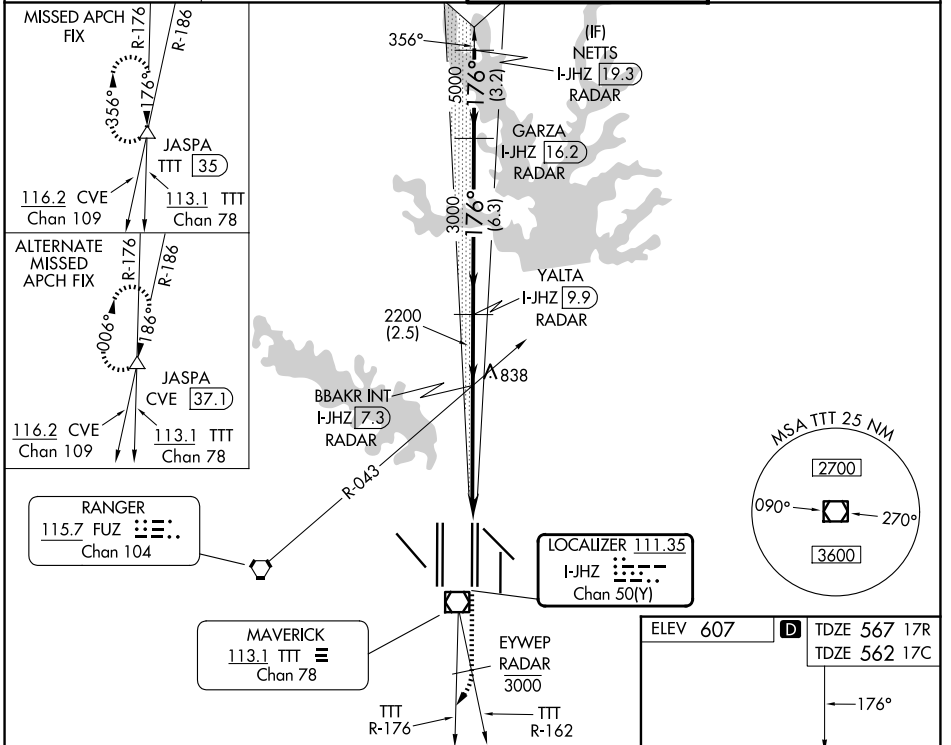 MISSED APCH
FIX
R-176
R-186
356°
176°
JASPA
TTT 35
116.2 CVE
Chan 109
113.1 TTT
Chan 78
ALTERNATE
MISSED
APCH FIX
R-176
R-186
006°
186°
JASPA
CVE 37.1
116.2 CVE
Chan 109
113.1 TTT
Chan 78
356°
(IF)
NETTS
I-JHZ 19.3
RADAR
5000
176°
(3.2)
GARZA
I-JHZ 16.2
RADAR
3000
176°
(6.3)
YALTA
I-JHZ 9.9
RADAR
2200
(2.5)
838
BBAKR INT
I-JHZ 7.3
RADAR
R-043
RANGER
115.7 FUZ
Chan 104
MSA TTT 25 NM
2700
090°
270°
3600
LOCALIZER 111.35
I-JHZ
Chan 50(Y)
MAVERICK
113.1 TTT
Chan 78
EYWEP
RADAR
3000
TTT
R-176
TTT
R-162
ELEV 607
D
TDZE 567 17R
TDZE 562 17C
176°